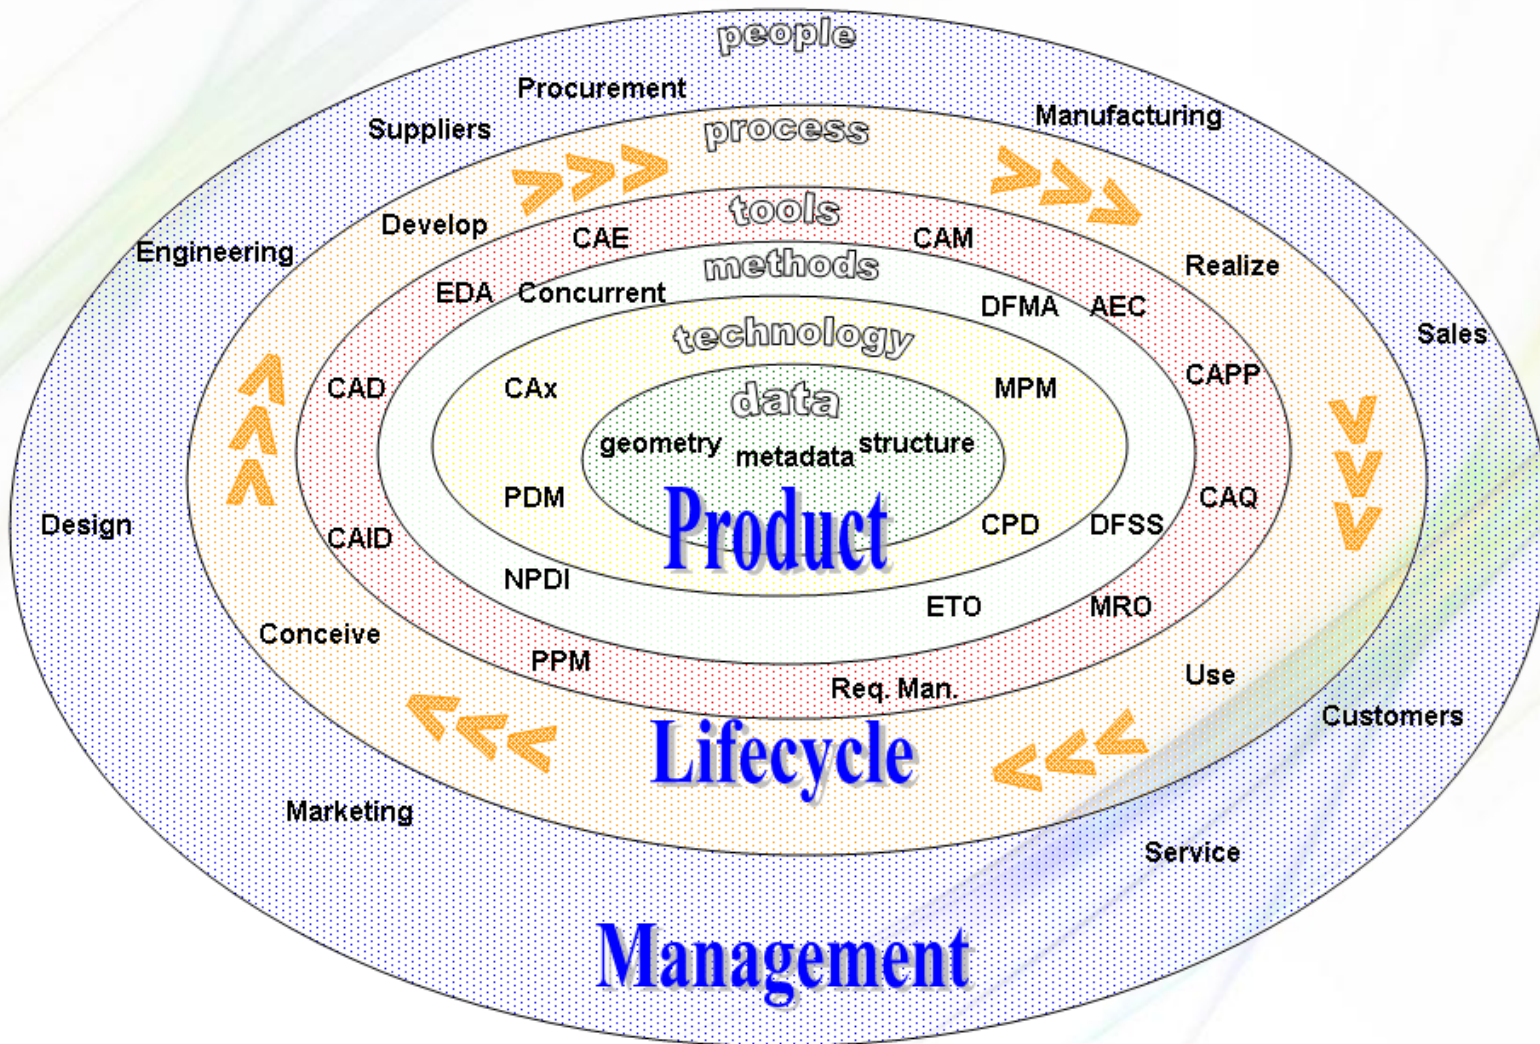 people
Procurement
Manufacturing
Suppliers
process
Develop
tools
CAE
CAM
Engineering
methods
Realize
EDA
Concurrent
DFMA
AEC
technology
Sales
CAD
CAx
MPM
CAPP
data
geometry
metadata
structure
PDM
CAQ
Product
Design
CPD
DFSS
CAID
NPDI
ETO
MRO
Conceive
PPM
Use
Req. Man.
Customers
Lifecycle
Marketing
Service
Management